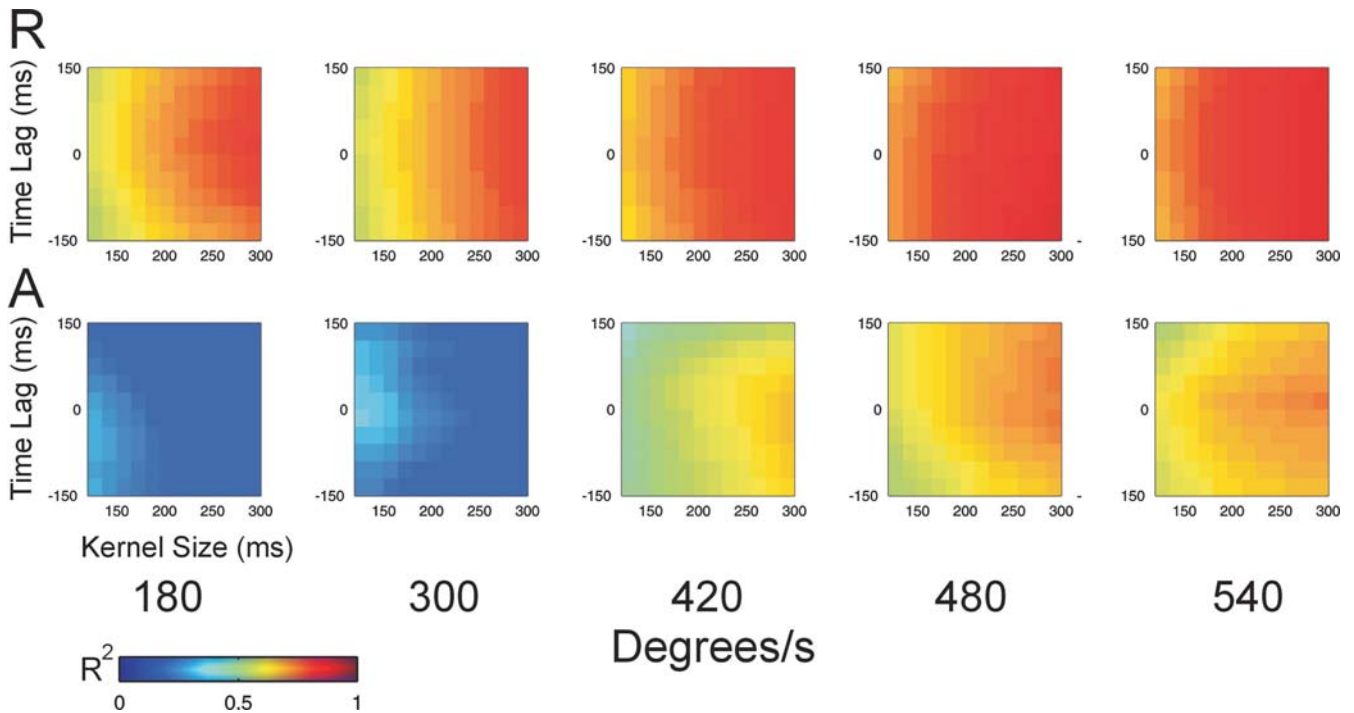 R
Time Lag (ms)
150 150 150 150 150
0 0 0 0 0
-150 -150 -150 -150 - 150
150 200 250 300 150 200 250 300 150 200 250 300 150 200 250 300 150 200 250 300
A
Time Lag (ms)
150 150 150 150 150
0 0 0 0 0
-150 -150 -150 -150 - 150
150 200 250 300 150 200 250 300 150 200 250 300 150 200 250 300 150 200 250 300
Kernel Size (ms)
180 300 420 480 540
Degrees/s
R²
0 0.5 1